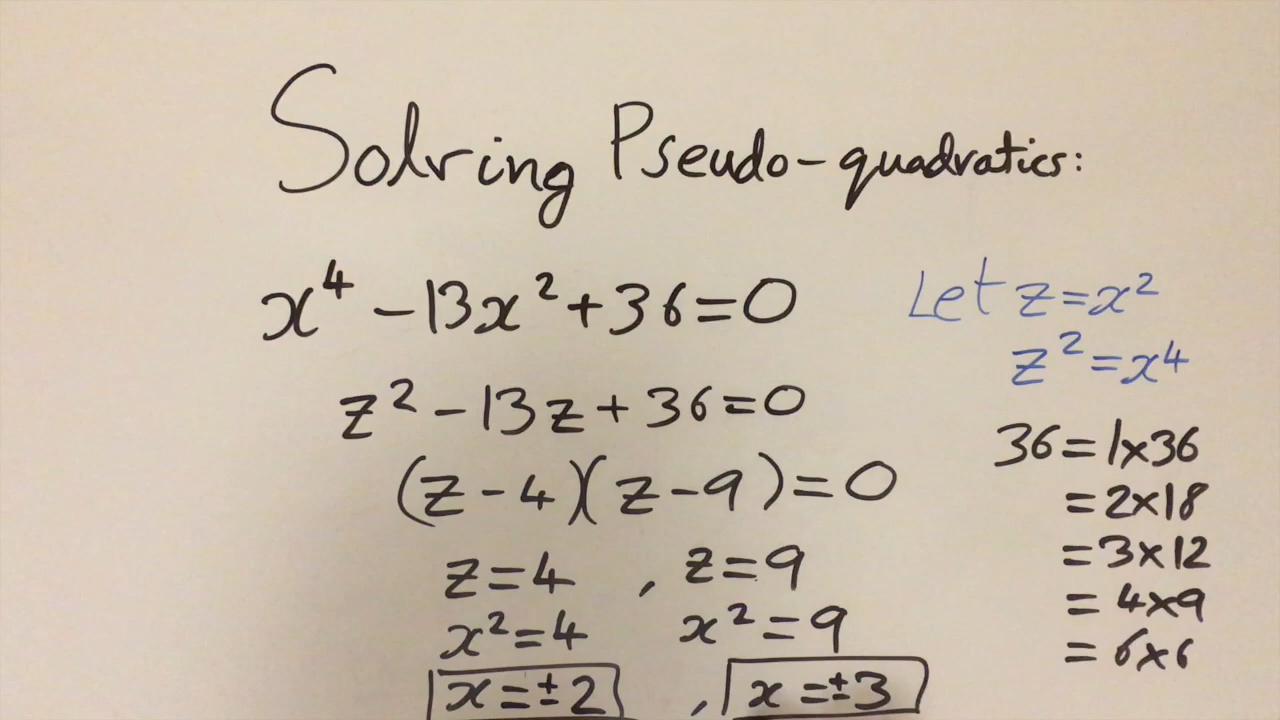 Solving Pseudo-quadratics:
x⁴ - 13x² + 36 = 0
Let z = x²
z² = x⁴
z² - 13z + 36 = 0
(z - 4)(z - 9) = 0
z = 4 , z = 9
x² = 4 x² = 9
x = ±2 , x = ±3
36 = 1×36
= 2×18
= 3×12
= 4×9
= 6×6